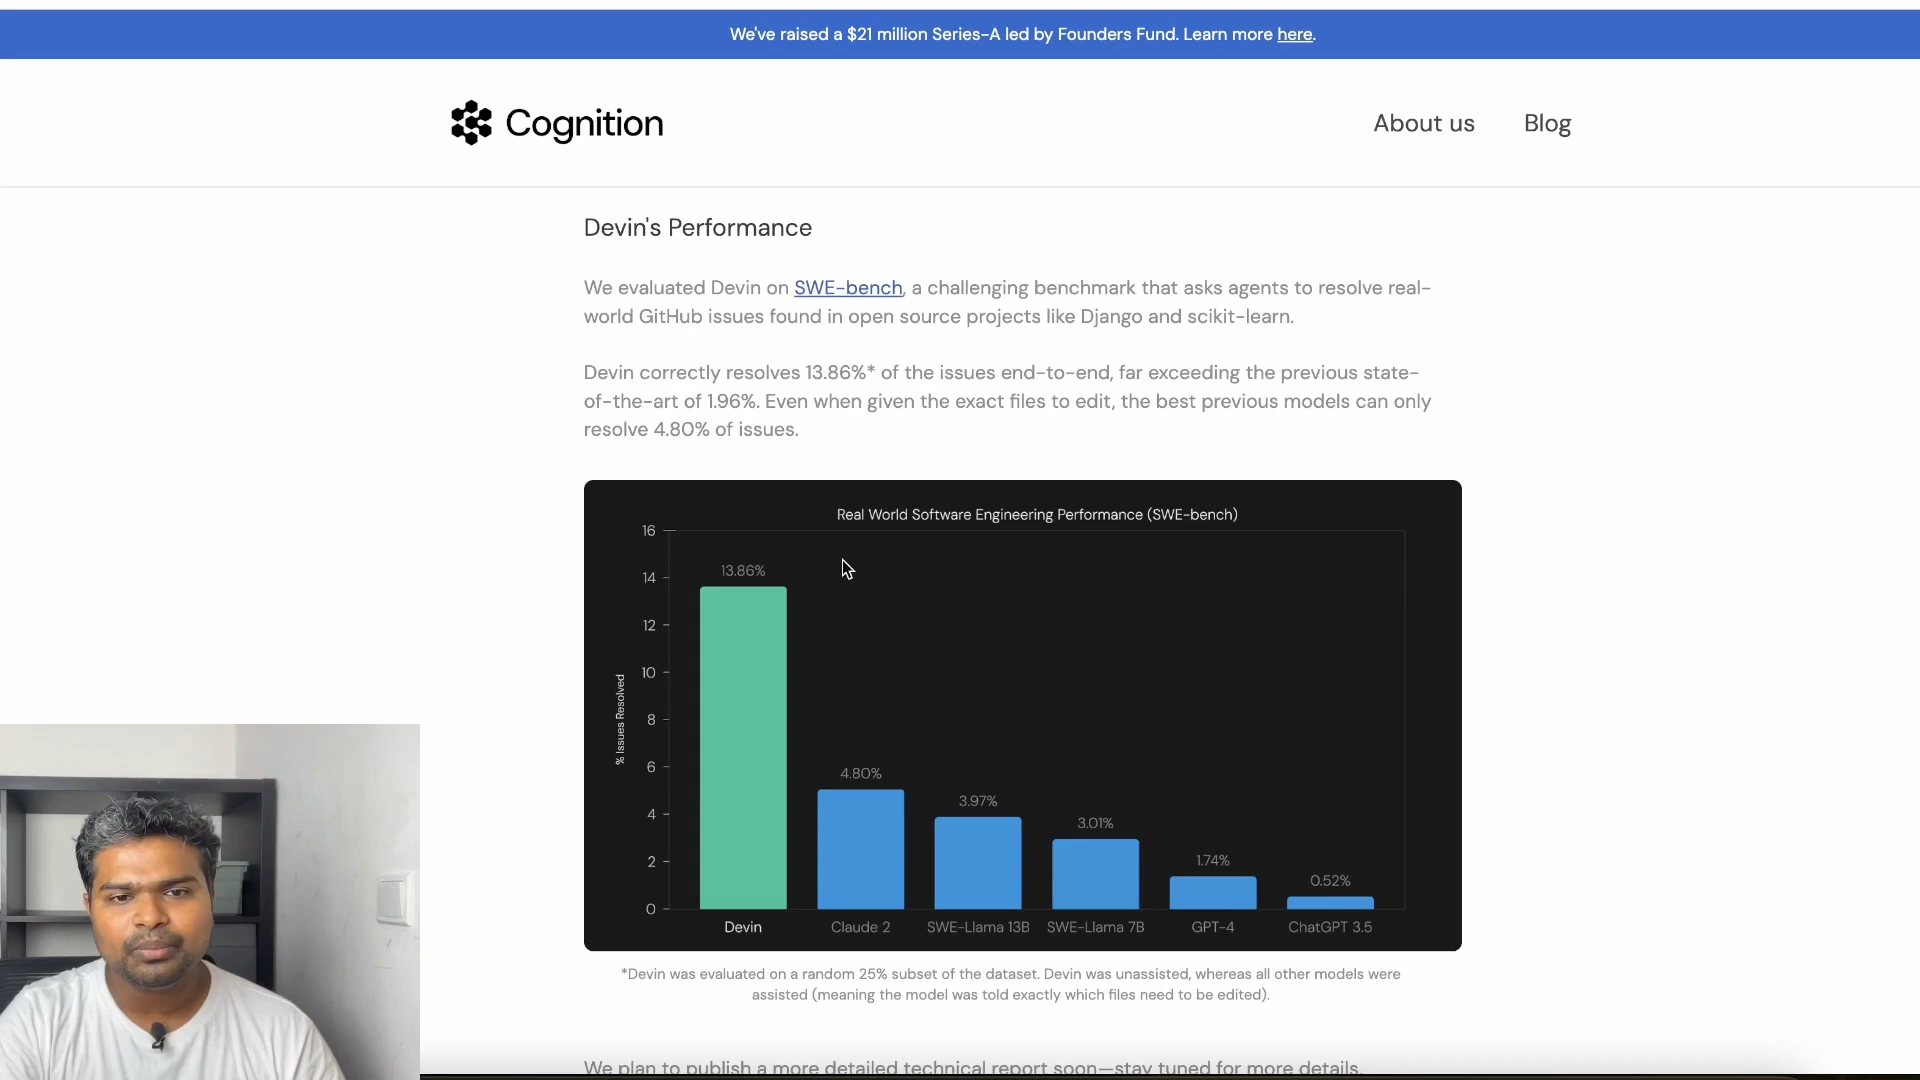 We've raised a $21 million Series-A led by Founders Fund. Learn more here.
Cognition
About us
Blog
Devin's Performance
We evaluated Devin on SWE-bench, a challenging benchmark that asks agents to resolve real-
world GitHub issues found in open source projects like Django and scikit-learn.
Devin correctly resolves 13.86%* of the issues end-to-end, far exceeding the previous state-
of-the-art of 1.96%. Even when given the exact files to edit, the best previous models can only
resolve 4.80% of issues.
Real World Software Engineering Performance (SWE-bench)
% Issues Resolved
16
14
12
10
8
6
4
2
0
13.86%
4.80%
3.97%
3.01%
1.74%
0.52%
Devin
Claude 2
SWE-Llama 13B
SWE-Llama 7B
GPT-4
ChatGPT 3.5
*Devin was evaluated on a random 25% subset of the dataset. Devin was unassisted, whereas all other models were
assisted (meaning the model was told exactly which files need to be edited).
We plan to publish a more detailed technical report soon—stay tuned for more details.